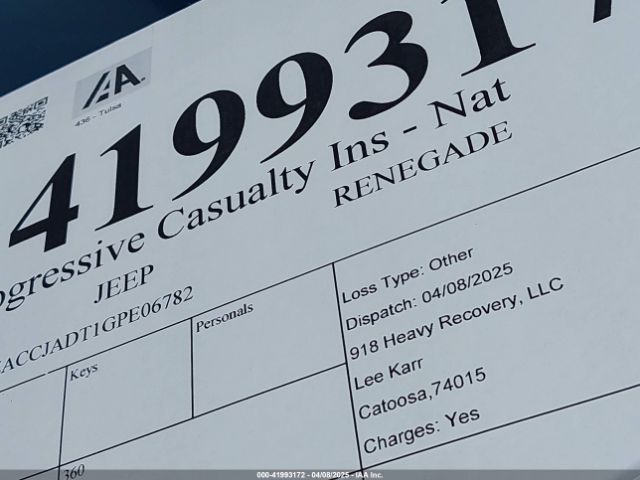 IAA.
436 - Tulsa
4199317
ogressive Casualty Ins - Nat
JEEP
RENEGADE
ACCJADT1GPE06782
Keys
Personals
Loss Type: Other
Dispatch: 04/08/2025
918 Heavy Recovery, LLC
Lee Karr
Catoosa,74015
Charges: Yes
360
000-41993172 - 04/08/2025 - IAA Inc.